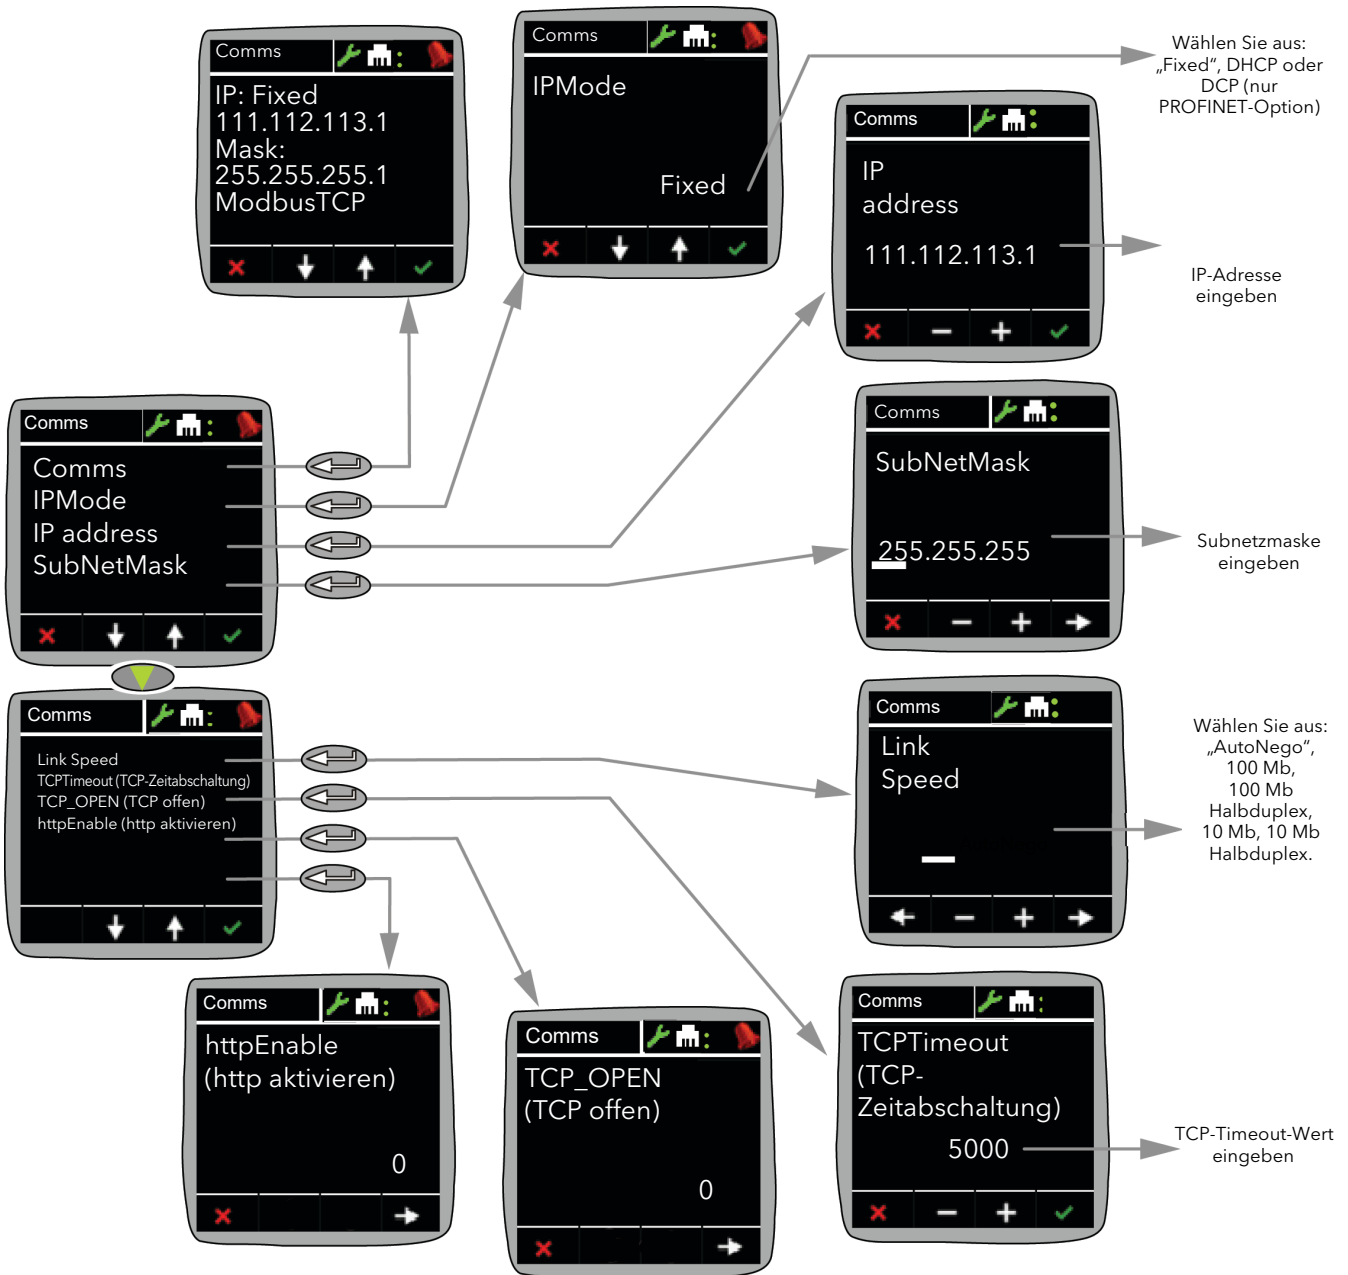 Comms
IP: Fixed
111.112.113.1
Mask:
255.255.255.1
ModbusTCP
Comms
IPMode
Fixed
Wählen Sie aus:
„Fixed“, DHCP oder
DCP (nur
PROFINET-Option)
Comms
IP
address
111.112.113.1
IP-Adresse
eingeben
Comms
Comms
IPMode
IP address
SubNetMask
Comms
SubNetMask
255.255.255
Subnetzmaske
eingeben
Comms
Link Speed
TCPTimeout (TCP-Zeitabschaltung)
TCP_OPEN (TCP offen)
httpEnable (http aktivieren)
Comms
Link
Speed
Wählen Sie aus:
„AutoNego“,
100 Mb,
100 Mb
Halbduplex,
10 Mb, 10 Mb
Halbduplex.
Comms
httpEnable
(http aktivieren)
0
Comms
TCP_OPEN
(TCP offen)
0
Comms
TCPTimeout
(TCP-
Zeitabschaltung)
5000
TCP-Timeout-Wert
eingeben